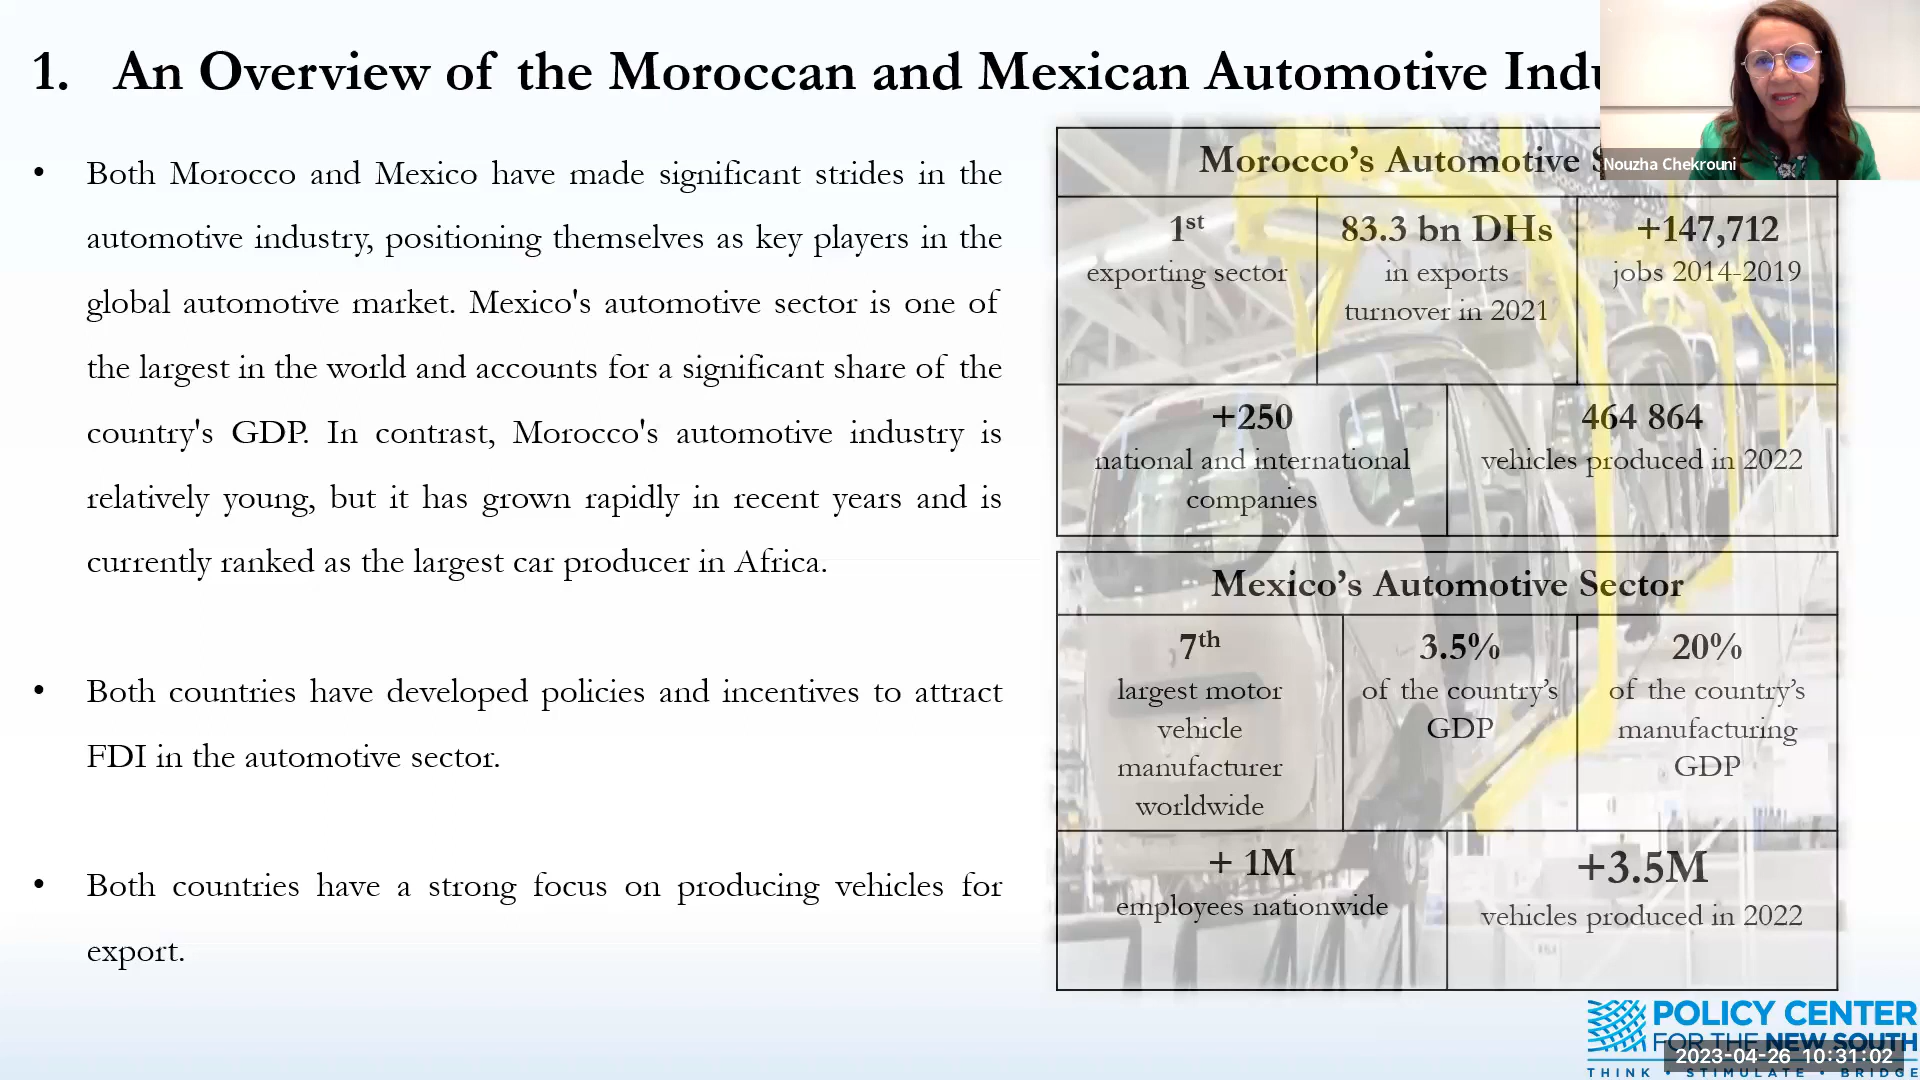 1. An Overview of the Moroccan and Mexican Automotive Indu
• Both Morocco and Mexico have made significant strides in the
automotive industry, positioning themselves as key players in the
global automotive market. Mexico's automotive sector is one of
the largest in the world and accounts for a significant share of the
country's GDP. In contrast, Morocco's automotive industry is
relatively young, but it has grown rapidly in recent years and is
currently ranked as the largest car producer in Africa.
• Both countries have developed policies and incentives to attract
FDI in the automotive sector.
• Both countries have a strong focus on producing vehicles for
export.
Nouzha Chekrouni
Morocco’s Automotive S
1st
exporting sector
83.3 bn DHs
in exports
turnover in 2021
+147,712
jobs 2014-2019
+250
national and international
companies
464 864
vehicles produced in 2022
Mexico’s Automotive Sector
7th
largest motor
vehicle
manufacturer
worldwide
3.5%
of the country’s
GDP
20%
of the country’s
manufacturing
GDP
+ 1M
employees nationwide
+3.5M
vehicles produced in 2022
POLICY CENTER
FOR THE NEW SOUTH
2023-04-26 10:31:02
THINK • STIMULATE • BRIDGE